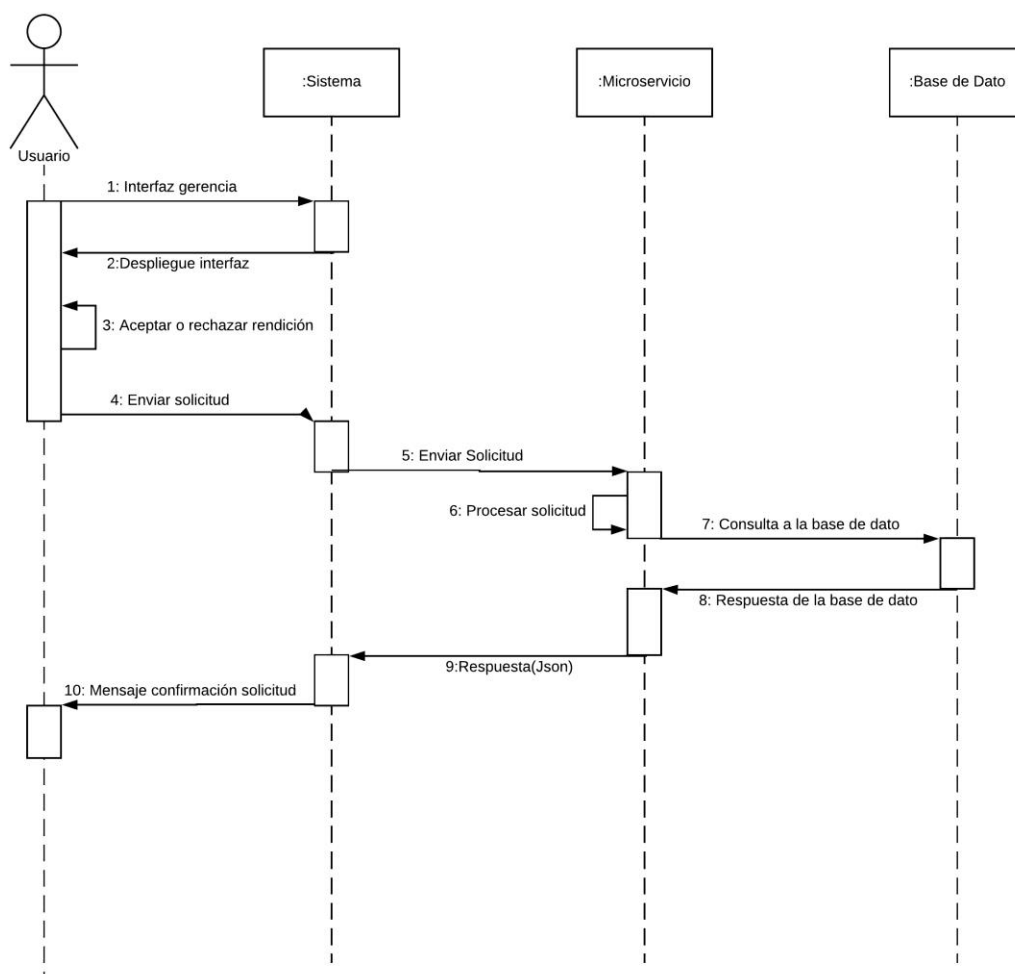 :Sistema
:Microservicio
:Base de Dato
Usuario
1: Interfaz gerencia
2:Despliegue interfaz
3: Aceptar o rechazar rendición
4: Enviar solicitud
5: Enviar Solicitud
6: Procesar solicitud
7: Consulta a la base de dato
8: Respuesta de la base de dato
9:Respuesta(Json)
10: Mensaje confirmación solicitud